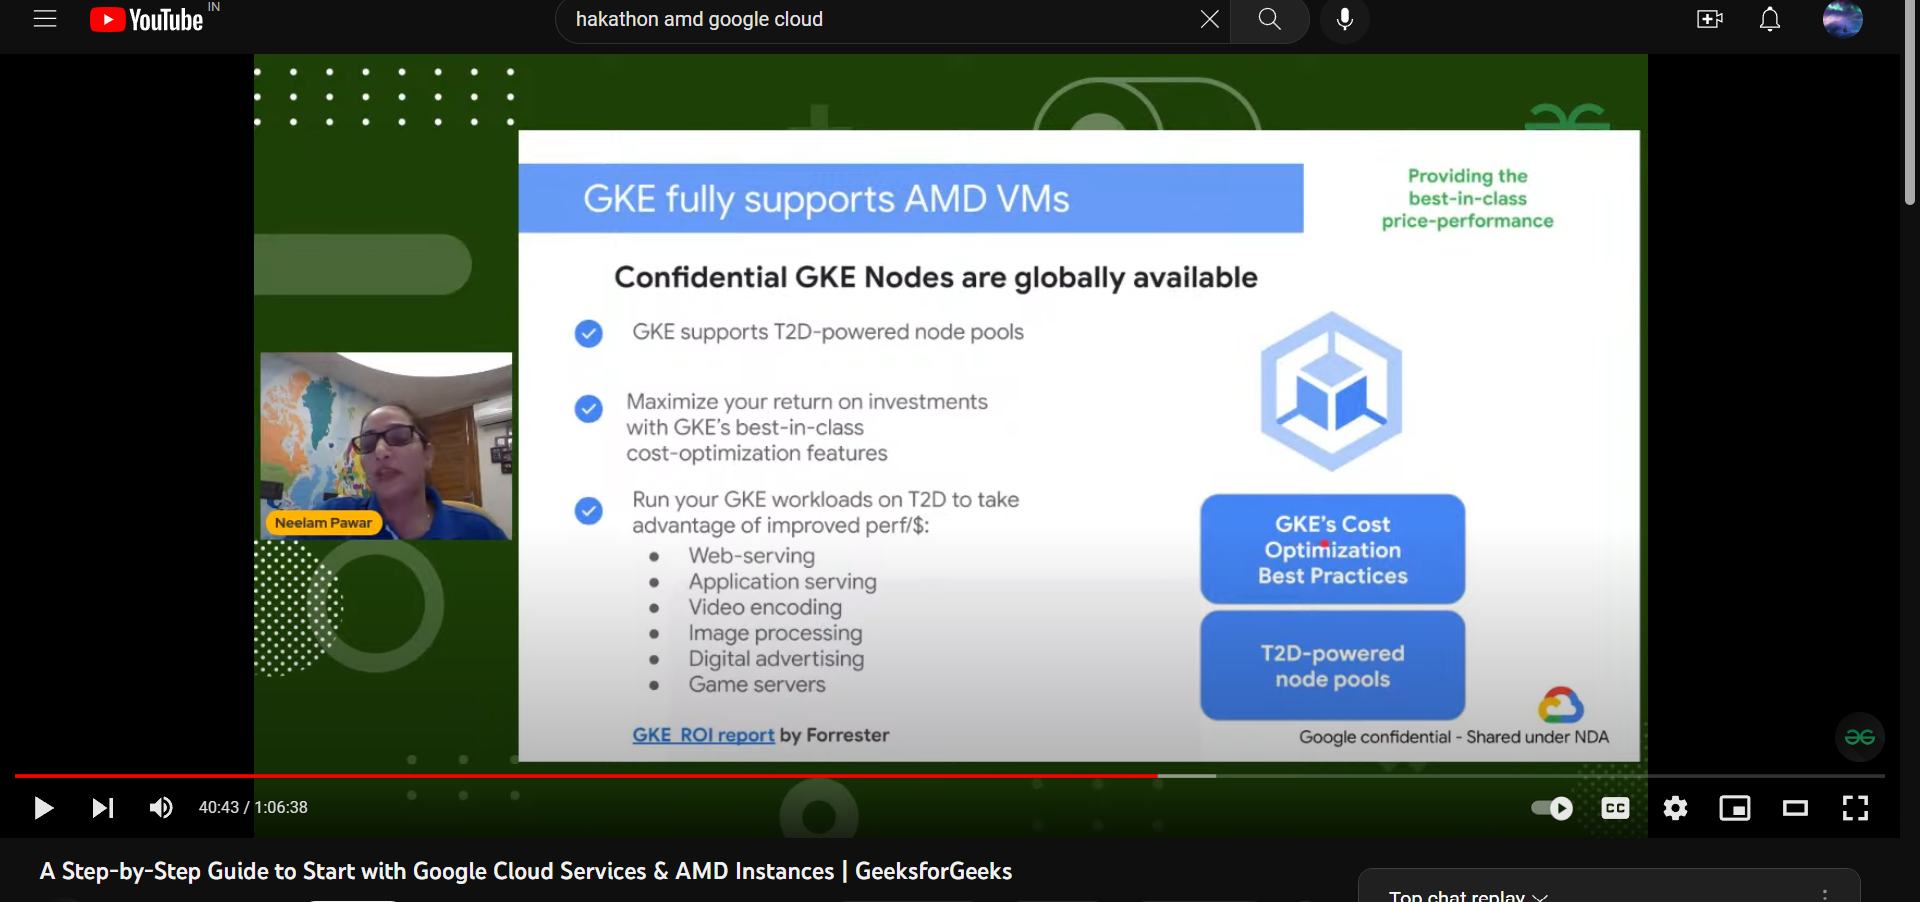 YouTube IN
hakathon amd google cloud
GKE fully supports AMD VMs
Providing the
best-in-class
price-performance
Confidential GKE Nodes are globally available
GKE supports T2D-powered node pools
Maximize your return on investments
with GKE's best-in-class
cost-optimization features
Run your GKE workloads on T2D to take
advantage of improved perf/$:
● Web-serving
● Application serving
● Video encoding
● Image processing
● Digital advertising
● Game servers
GKE ROI report by Forrester
GKE's Cost
Optimization
Best Practices
T2D-powered
node pools
Google confidential - Shared under NDA
Neelam Pawar
40:43 / 1:06:38
CC
A Step-by-Step Guide to Start with Google Cloud Services & AMD Instances | GeeksforGeeks
Top chat replay